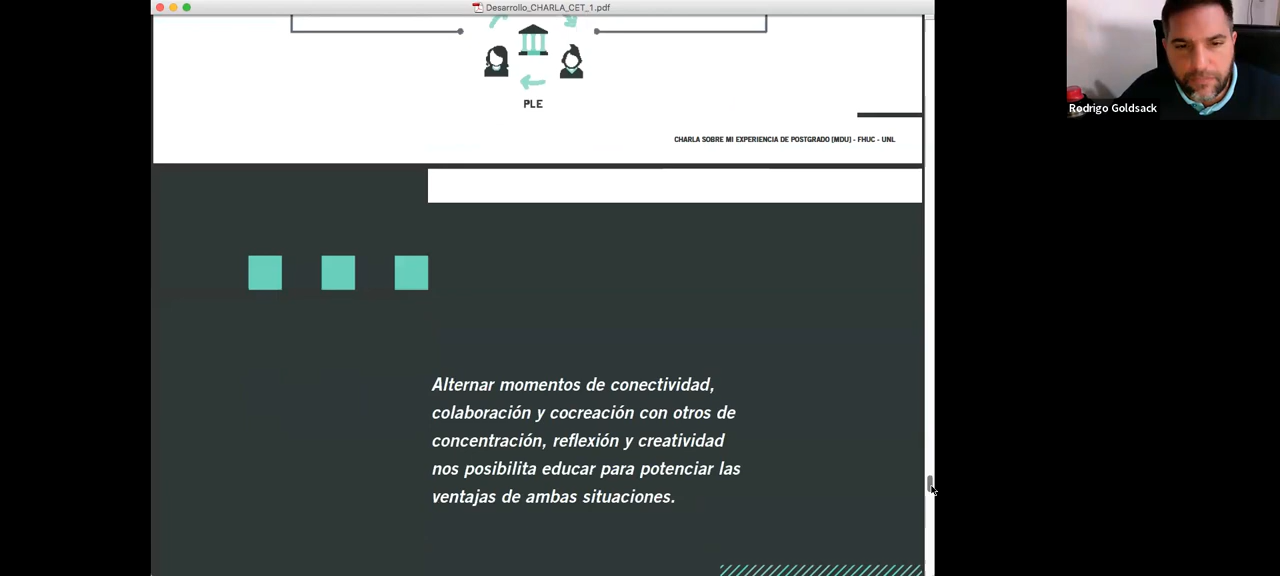 Desarrollo_CHARLA_CET_1.pdf
Rodrigo Goldsack
PLE
CHARLA SOBRE MI EXPERIENCIA DE POSTGRADO [MDU] - FHUC - UNL
Alternar momentos de conectividad,
colaboración y cocreación con otros de
concentración, reflexión y creatividad
nos posibilita educar para potenciar las
ventajas de ambas situaciones.